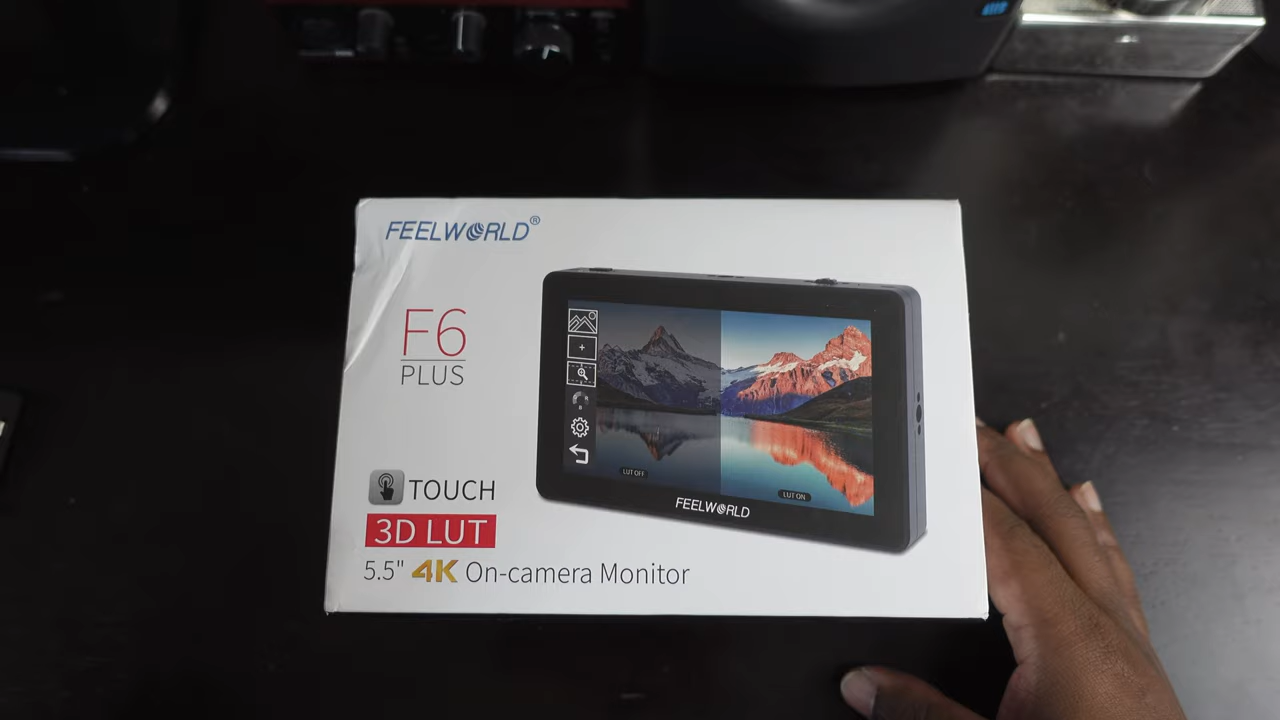 FEELWORLD®
F6
PLUS
LUT OFF
LUT ON
FEELWORLD
TOUCH
3D LUT
5.5" 4K On-camera Monitor